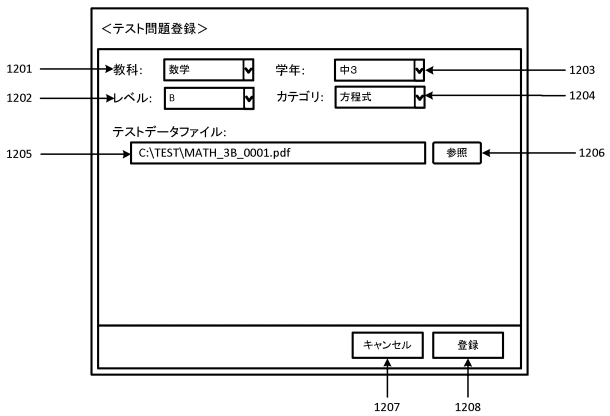 ＜テスト問題登録＞
1201 教科: 数学 学年: 中3 1203
1202 レベル: B カテゴリ: 方程式 1204
テストデータファイル:
1205 C:\TEST\MATH_3B_0001.pdf 参照 1206
キャンセル 登録
1207 1208